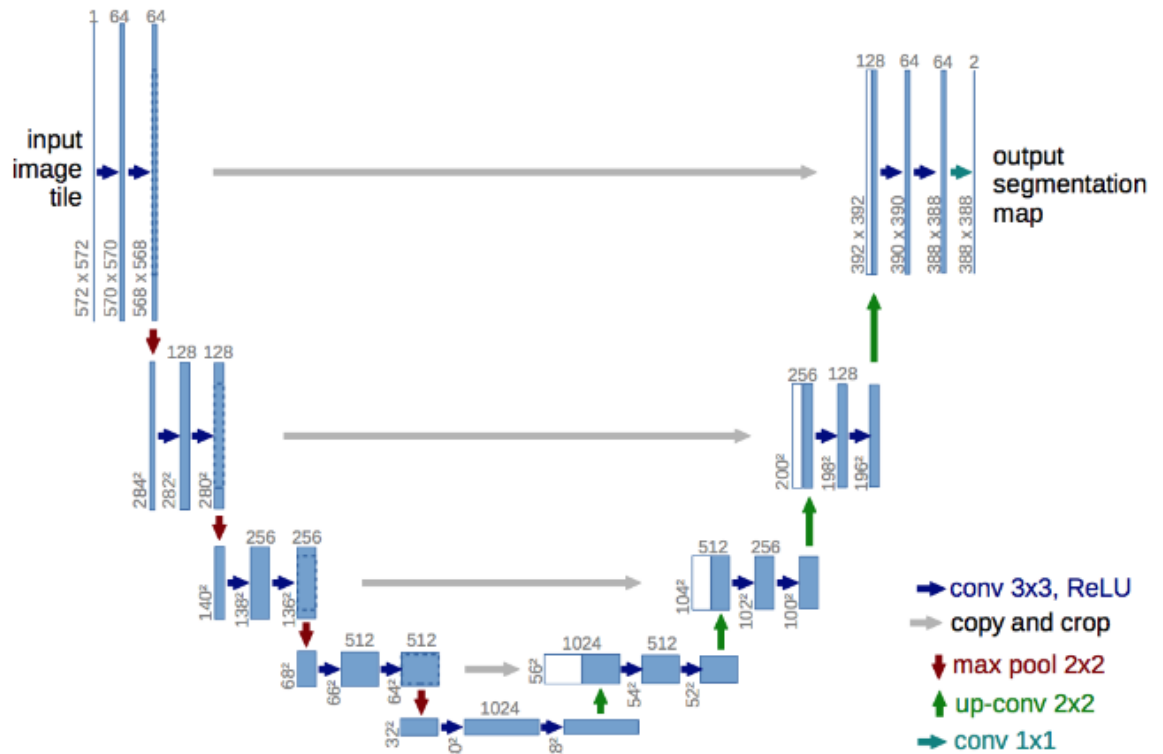 1 64 64
128 64 64 2
input
image
tile
output
segmentation
map
572 x 572
570 x 570
568 x 568
392 x 392
390 x 390
388 x 388
388 x 388
128 128
256 128
284²
282²
280²
200²
198²
196²
256 256
512 256
140²
138²
136²
104²
102²
100²
512 512
1024 512
68²
66²
64²
56²
54²
52²
1024
32²
0²
8²
conv 3x3, ReLU
copy and crop
max pool 2x2
up-conv 2x2
conv 1x1